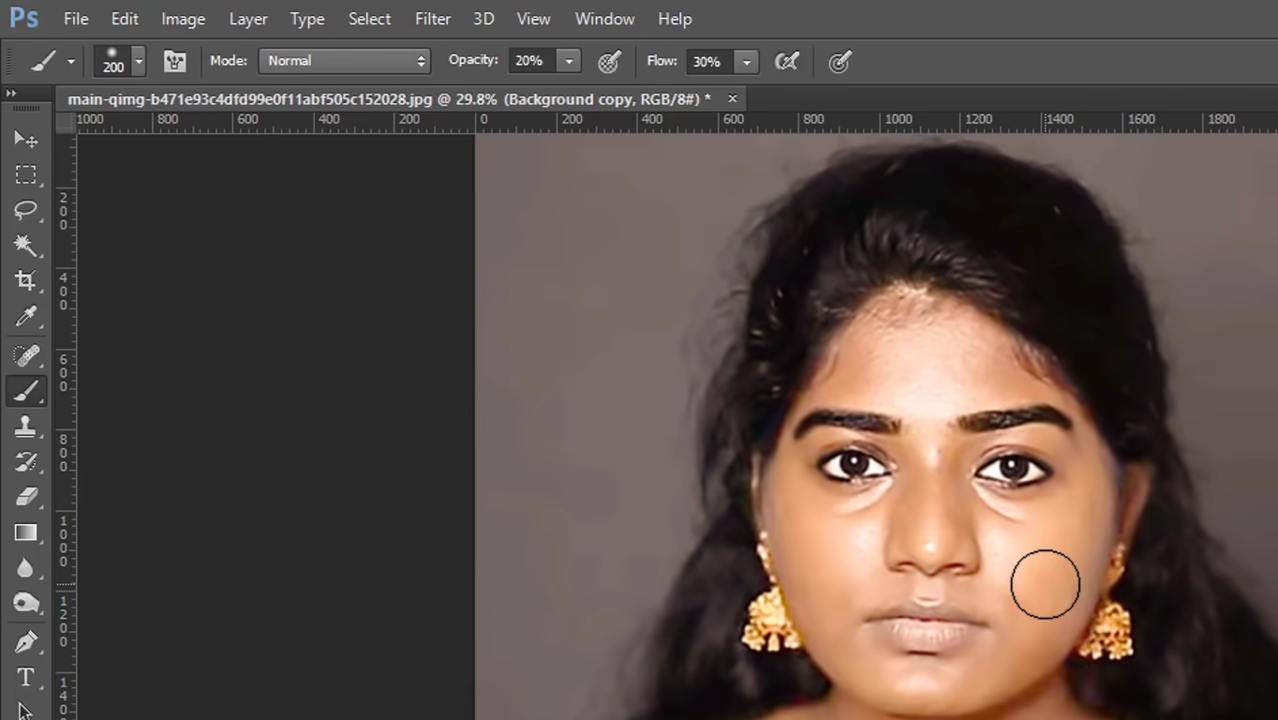 Ps File Edit Image Layer Type Select Filter 3D View Window Help
200 Mode: Normal Opacity: 20% Flow: 30%
main-qimg-b471e93c4dfd99e0f11abf505c152028.jpg @ 29.8% (Background copy, RGB/8#) * ×
1000 800 600 400 200 0 200 400 600 800 1000 1200 1400 1600 1800
200
400
600
800
1000
1200
14
T